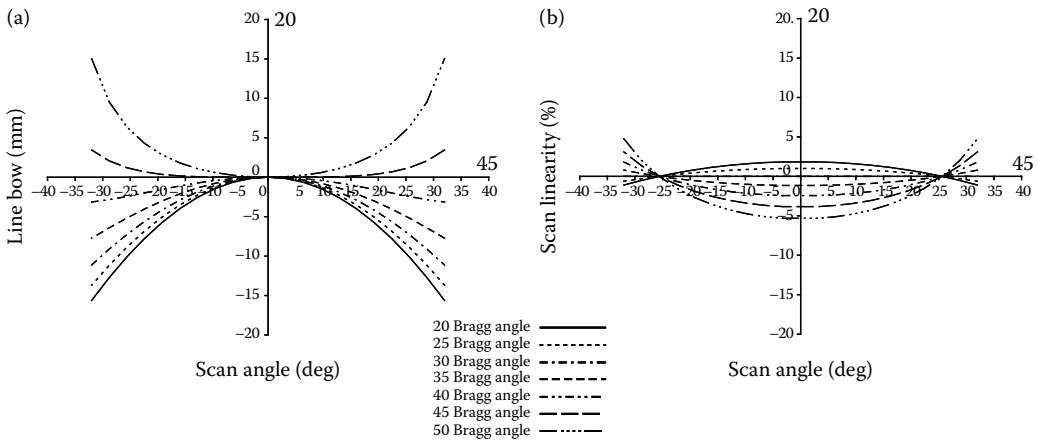 (a)
20 20
15
10
5
0
−40 −35 −30 −25 −20 −15 −10 −5 0 5 10 15 20 25 30 35 40
45
−5
−10
−15
−20
Line bow (mm)
Scan angle (deg)
(b)
20. 20
15
10
5
0
−40 −35 −30 −25 −20 −15 −10 −5 0 5 10 15 20 25 30 35 40
45
−5
−10
−15
−20
Scan linearity (%)
Scan angle (deg)
20 Bragg angle
25 Bragg angle
30 Bragg angle
35 Bragg angle
40 Bragg angle
45 Bragg angle
50 Bragg angle